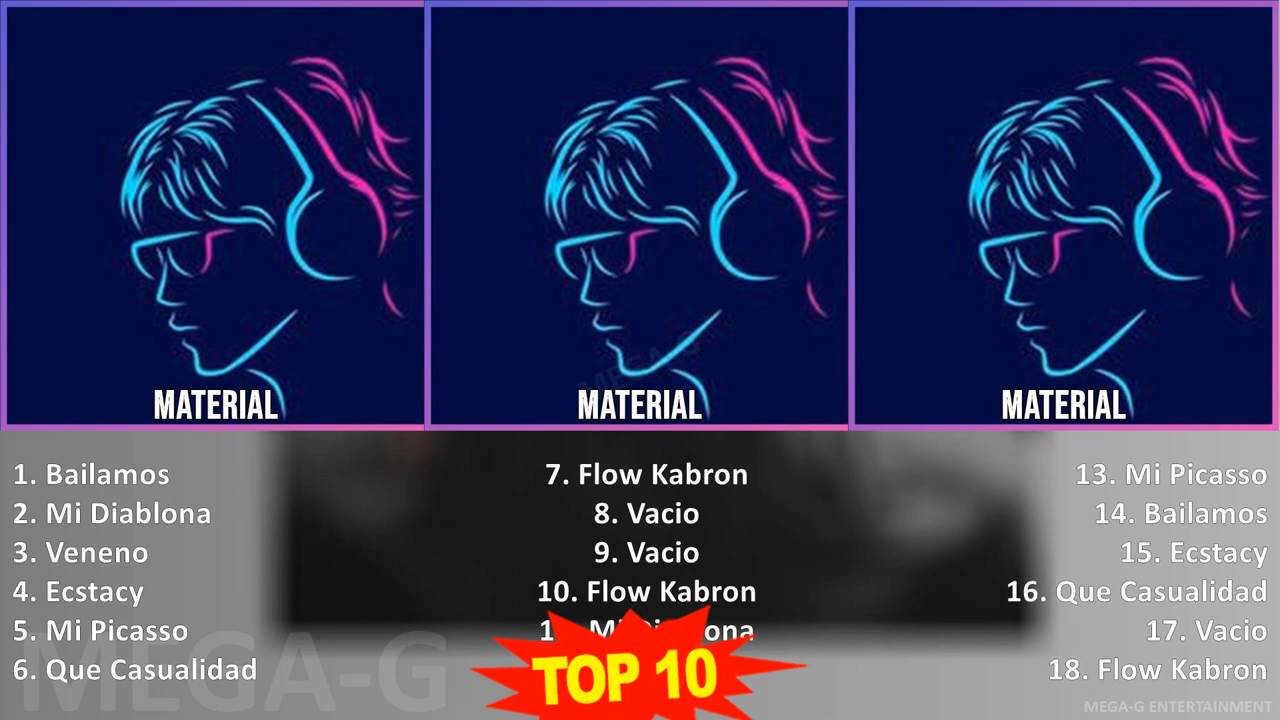 MATERIAL
MATERIAL
MATERIAL
1. Bailamos
2. Mi Diablona
3. Veneno
4. Ecstacy
5. Mi Picasso
6. Que Casualidad
7. Flow Kabron
8. Vacio
9. Vacio
10. Flow Kabron
TOP 10
13. Mi Picasso
14. Bailamos
15. Ecstacy
16. Que Casualidad
17. Vacio
18. Flow Kabron
MEGA-G
MEGA-G ENTERTAINMENT